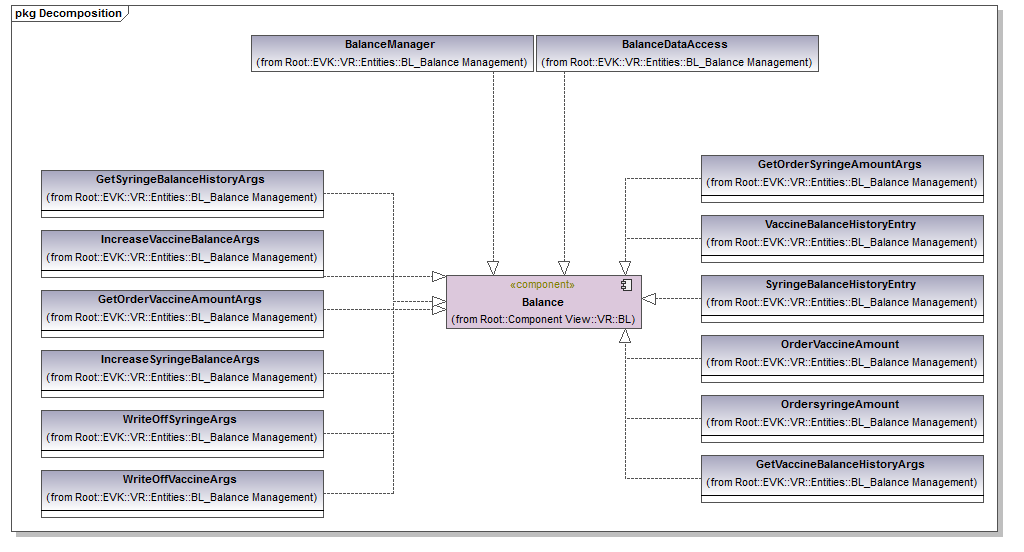 pkg Decomposition
BalanceManager
(from Root::EVK::VR::Entities::BL_Balance Management)
BalanceDataAccess
(from Root::EVK::VR::Entities::BL_Balance Management)
GetSyringeBalanceHistoryArgs
(from Root::EVK::VR::Entities::BL_Balance Management)
IncreaseVaccineBalanceArgs
(from Root::EVK::VR::Entities::BL_Balance Management)
GetOrderVaccineAmountArgs
(from Root::EVK::VR::Entities::BL_Balance Management)
IncreaseSyringeBalanceArgs
(from Root::EVK::VR::Entities::BL_Balance Management)
WriteOffSyringeArgs
(from Root::EVK::VR::Entities::BL_Balance Management)
WriteOffVaccineArgs
(from Root::EVK::VR::Entities::BL_Balance Management)
«component»
Balance
(from Root::Component View::VR::BL)
GetOrderSyringeAmountArgs
(from Root::EVK::VR::Entities::BL_Balance Management)
VaccineBalanceHistoryEntry
(from Root::EVK::VR::Entities::BL_Balance Management)
SyringeBalanceHistoryEntry
(from Root::EVK::VR::Entities::BL_Balance Management)
OrderVaccineAmount
(from Root::EVK::VR::Entities::BL_Balance Management)
OrdersyringeAmount
(from Root::EVK::VR::Entities::BL_Balance Management)
GetVaccineBalanceHistoryArgs
(from Root::EVK::VR::Entities::BL_Balance Management)